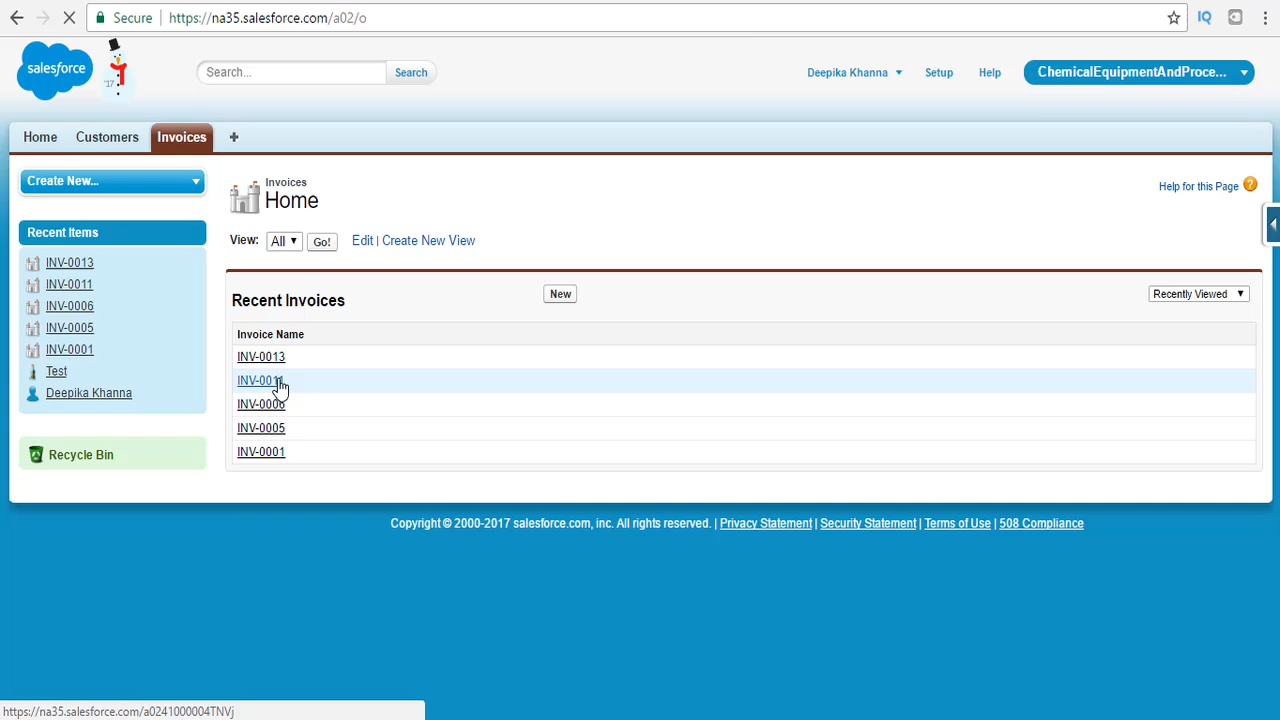 Secure
https://na35.salesforce.com/a02/o
IQ
salesforce
'17
Search...
Search
Deepika Khanna
Setup
Help
ChemicalEquipmentAndProce...
Home
Customers
Invoices
+
Create New...
Invoices
Home
Help for this Page
?
Recent Items
View:
All
Go!
Edit | Create New View
INV-0013
INV-0011
INV-0006
INV-0005
INV-0001
Test
Deepika Khanna
Recycle Bin
Recent Invoices
New
Recently Viewed
Invoice Name
INV-0013
INV-0011
INV-0006
INV-0005
INV-0001
Copyright © 2000-2017 salesforce.com, inc. All rights reserved. | Privacy Statement | Security Statement | Terms of Use | 508 Compliance
https://na35.salesforce.com/a0241000004TNVj